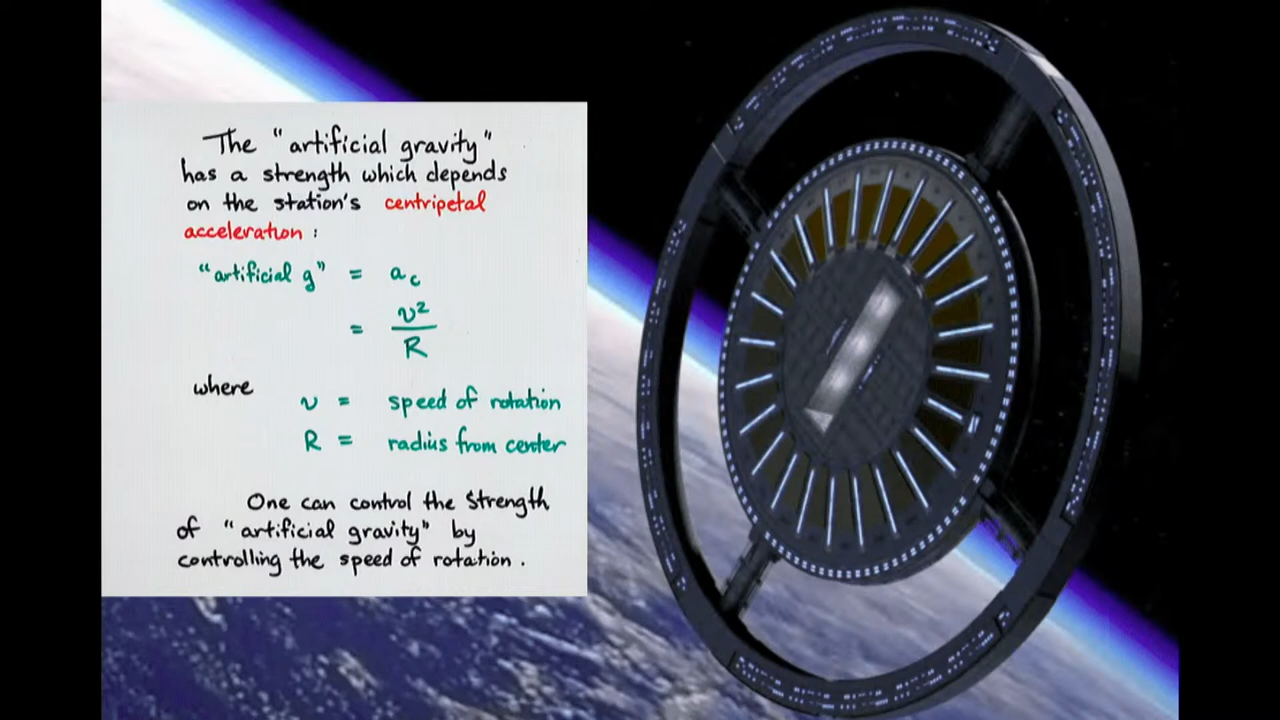 The "artificial gravity"
has a strength which depends
on the station's centripetal
acceleration :
"artificial g" = a_c
= v²/R
where
v = speed of rotation
R = radius from center
One can control the strength
of "artificial gravity" by
controlling the speed of rotation.